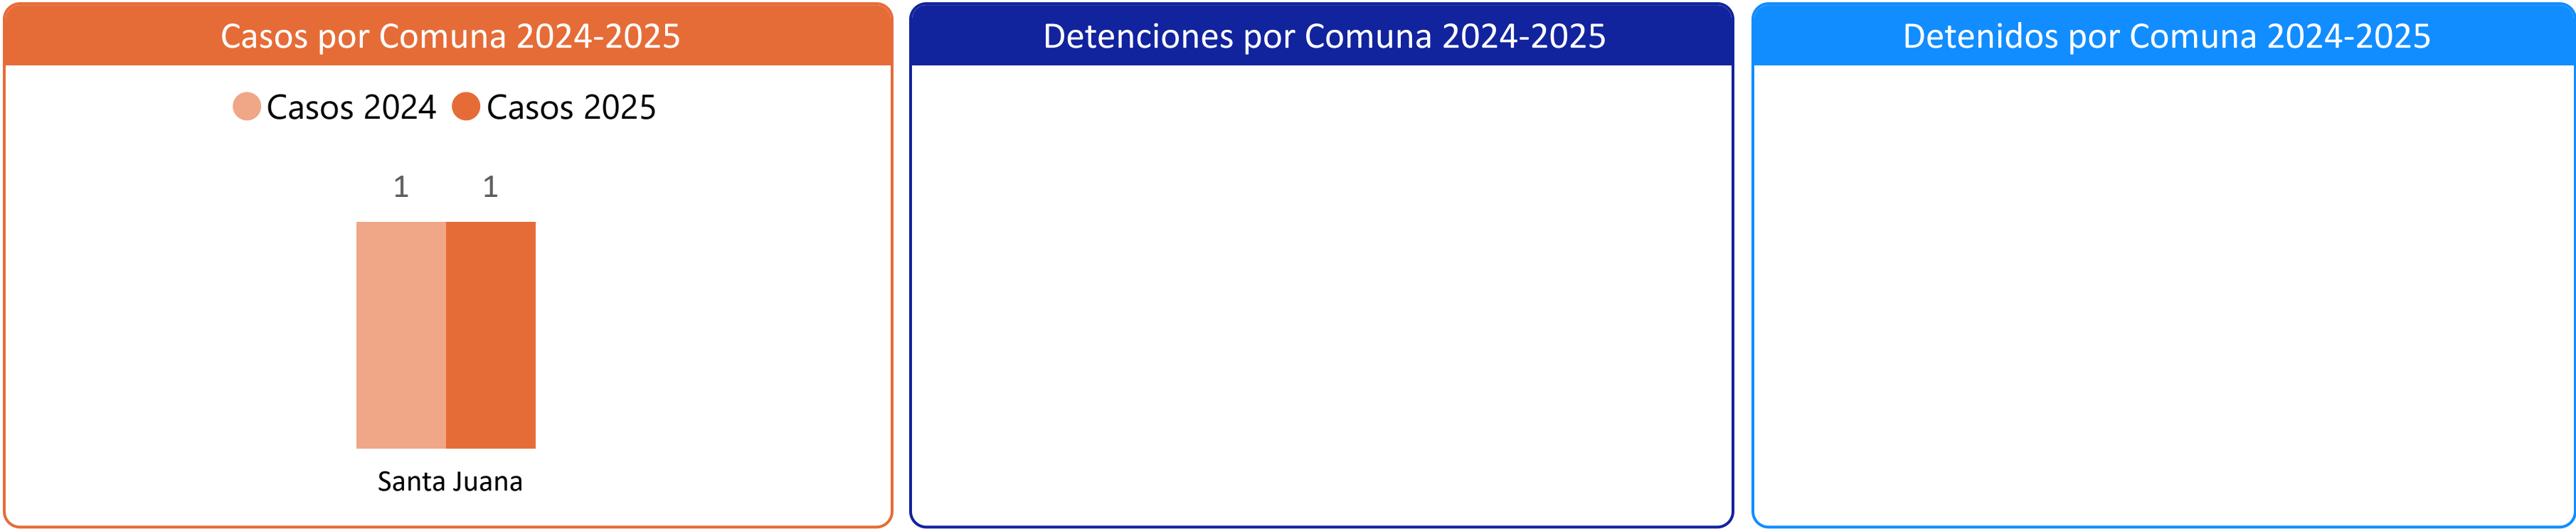 Casos por Comuna 2024-2025
Casos 2024 Casos 2025
1 1
Santa Juana
Detenciones por Comuna 2024-2025
Detenidos por Comuna 2024-2025